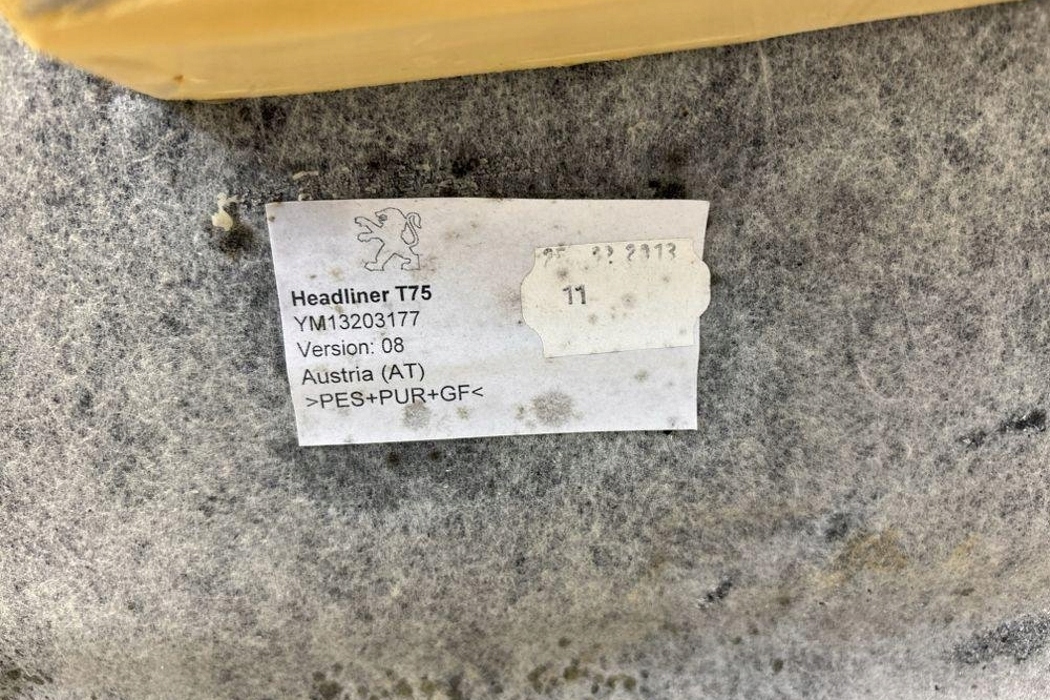 Headliner T75
YM13203177
Version: 08
Austria (AT)
>PES+PUR+GF<
11